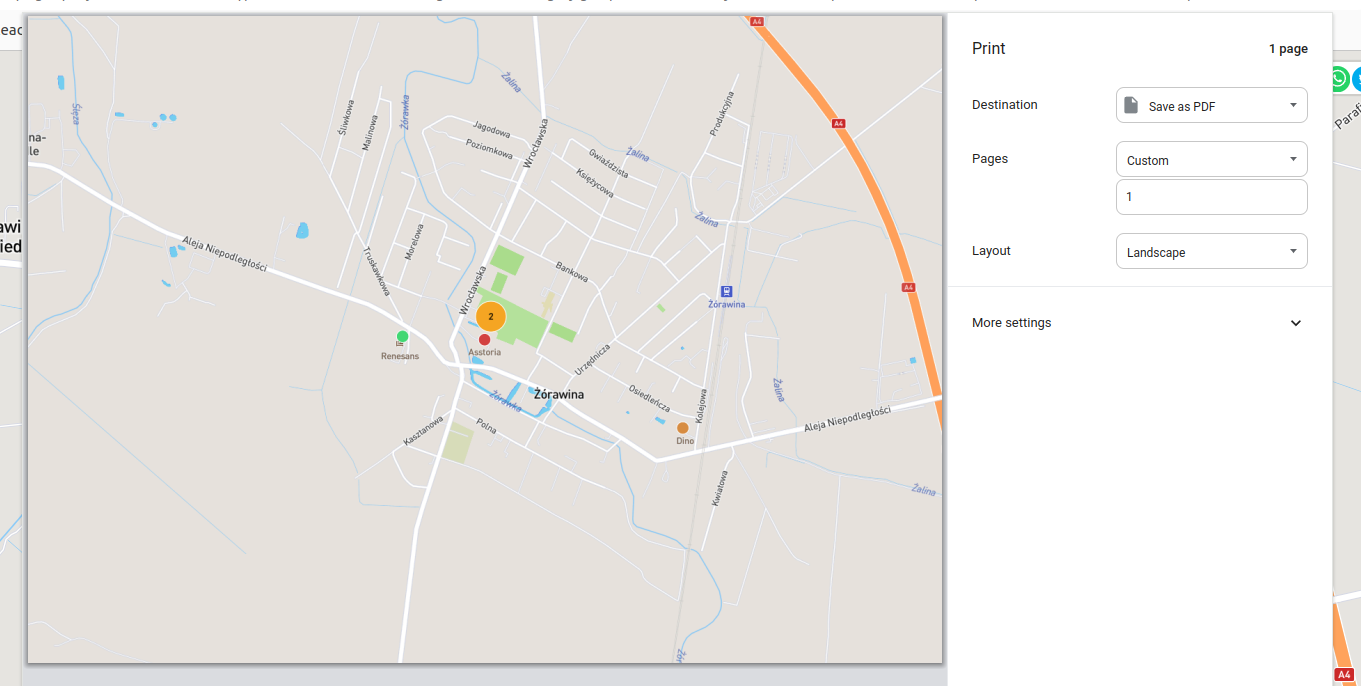 eac
na-
le
awi
ied
Ślęza
Śliwkowa
Malinowa
Żórawka
Żalina
Jagodowa
Poziomkowa
Wrocławska
Gwiaździsta
Księżycowa
Żalina
Produkcyjna
A4
A4
Żalina
Aleja Niepodległości
Truskawkowa
Morelowa
Wrocławska
Bankowa
Żórawina
A4
2
Renesans
Asstoria
Urzędnicza
Żórawka
Żórawina
Osiedleńcza
Kolejowa
Żalina
Aleja Niepodległości
Dino
Kasztanowa
Polna
Kwiatowa
Żalina
Żór
Print
1 page
Destination
Save as PDF
Pages
Custom
1
Layout
Landscape
More settings
Parafi
A4